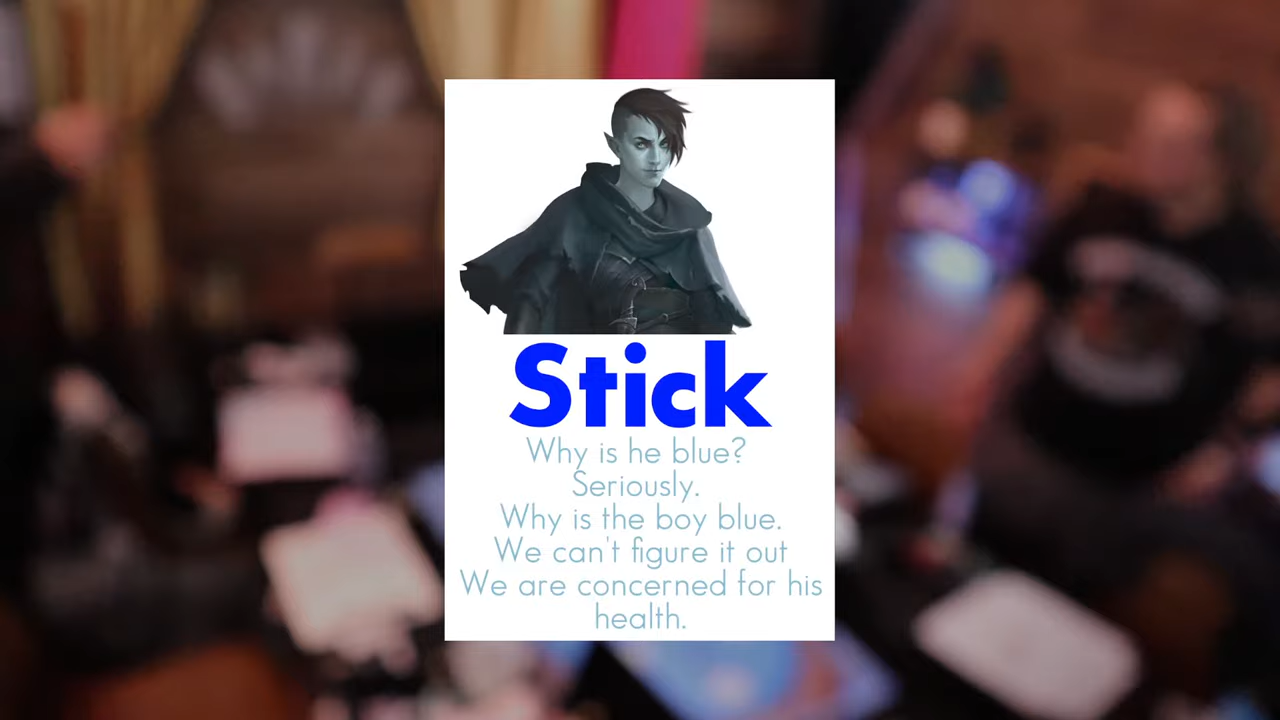 Stick
Why is he blue?
Seriously.
Why is the boy blue.
We can't figure it out
We are concerned for his
health.